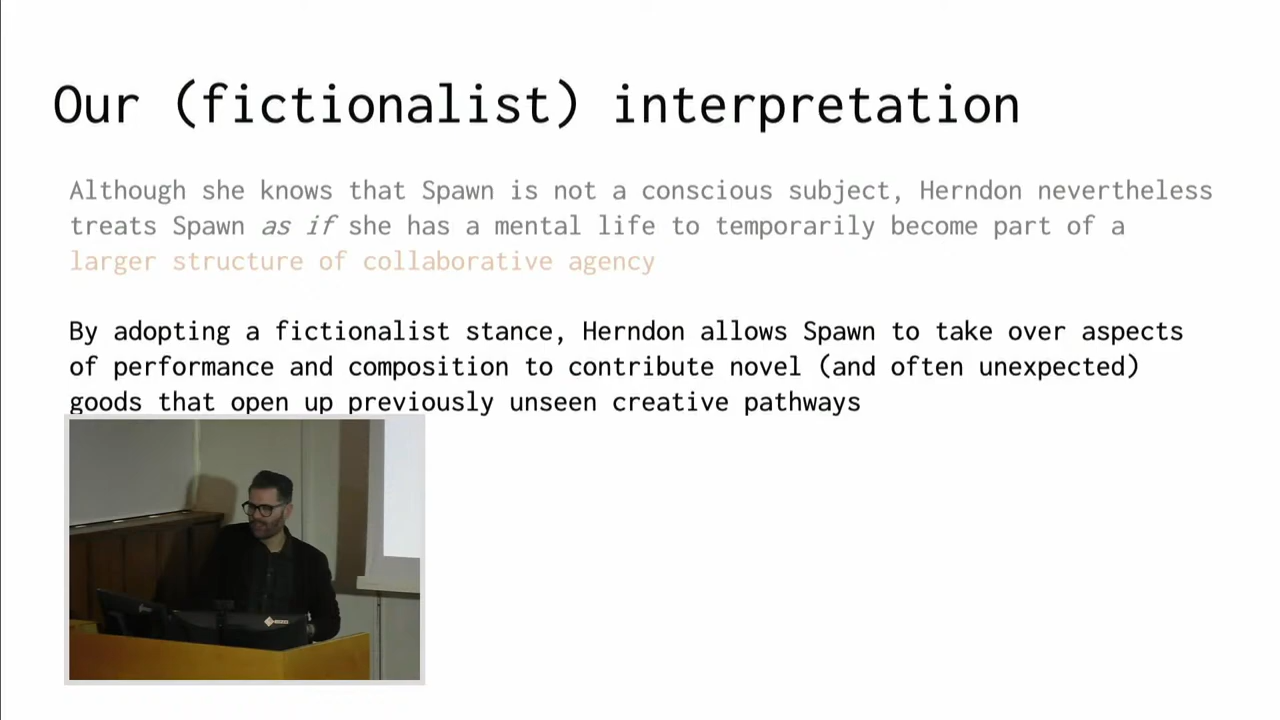 Our (fictionalist) interpretation
Although she knows that Spawn is not a conscious subject, Herndon nevertheless
treats Spawn as if she has a mental life to temporarily become part of a
larger structure of collaborative agency
By adopting a fictionalist stance, Herndon allows Spawn to take over aspects
of performance and composition to contribute novel (and often unexpected)
goods that open up previously unseen creative pathways